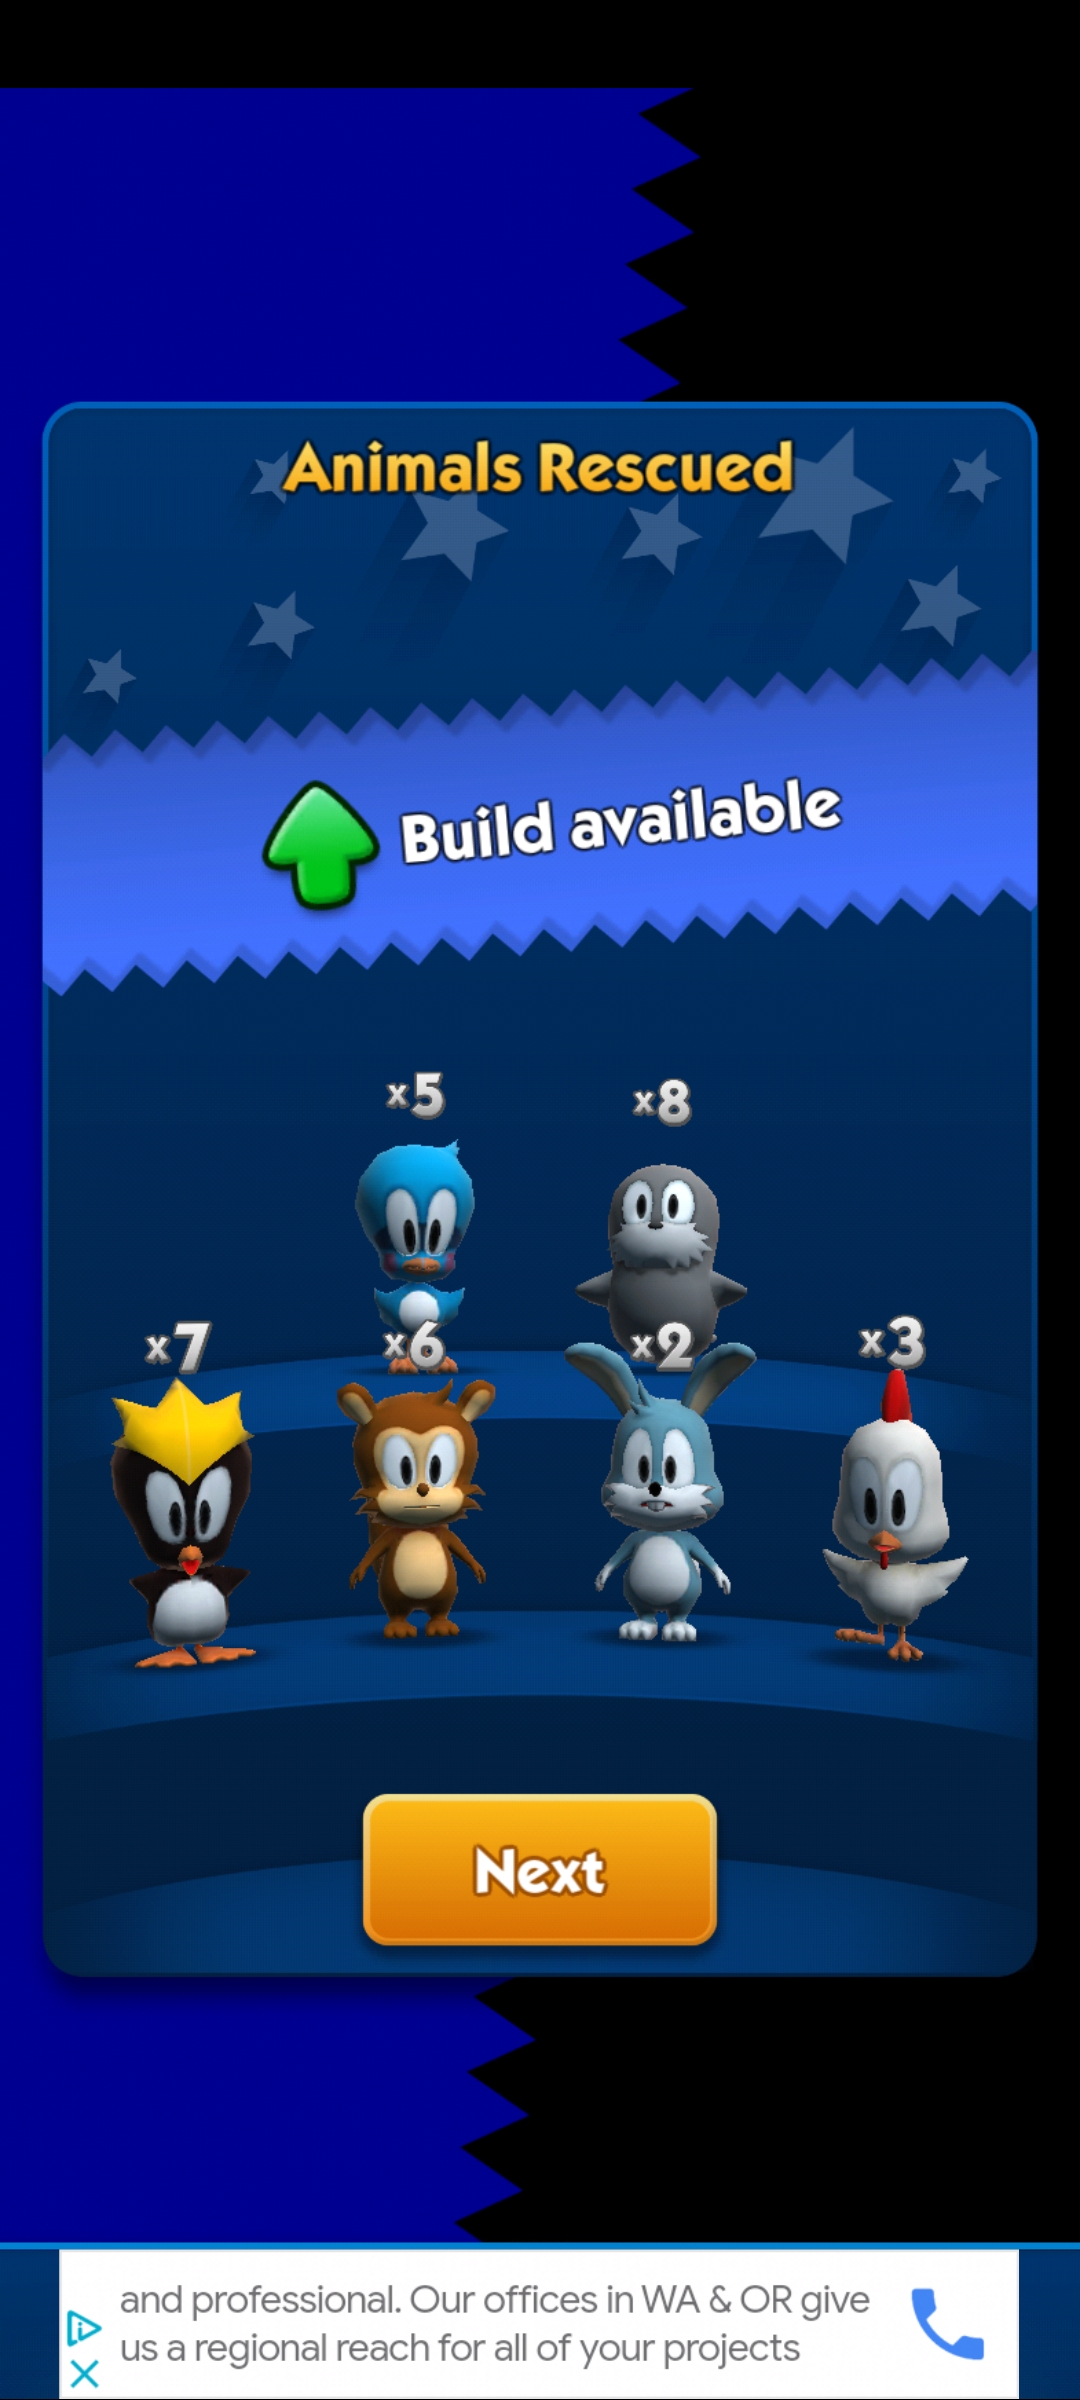 Animals Rescued
Build available
x5
x8
x7
x6
x2
x3
Next
and professional. Our offices in WA & OR give
us a regional reach for all of your projects